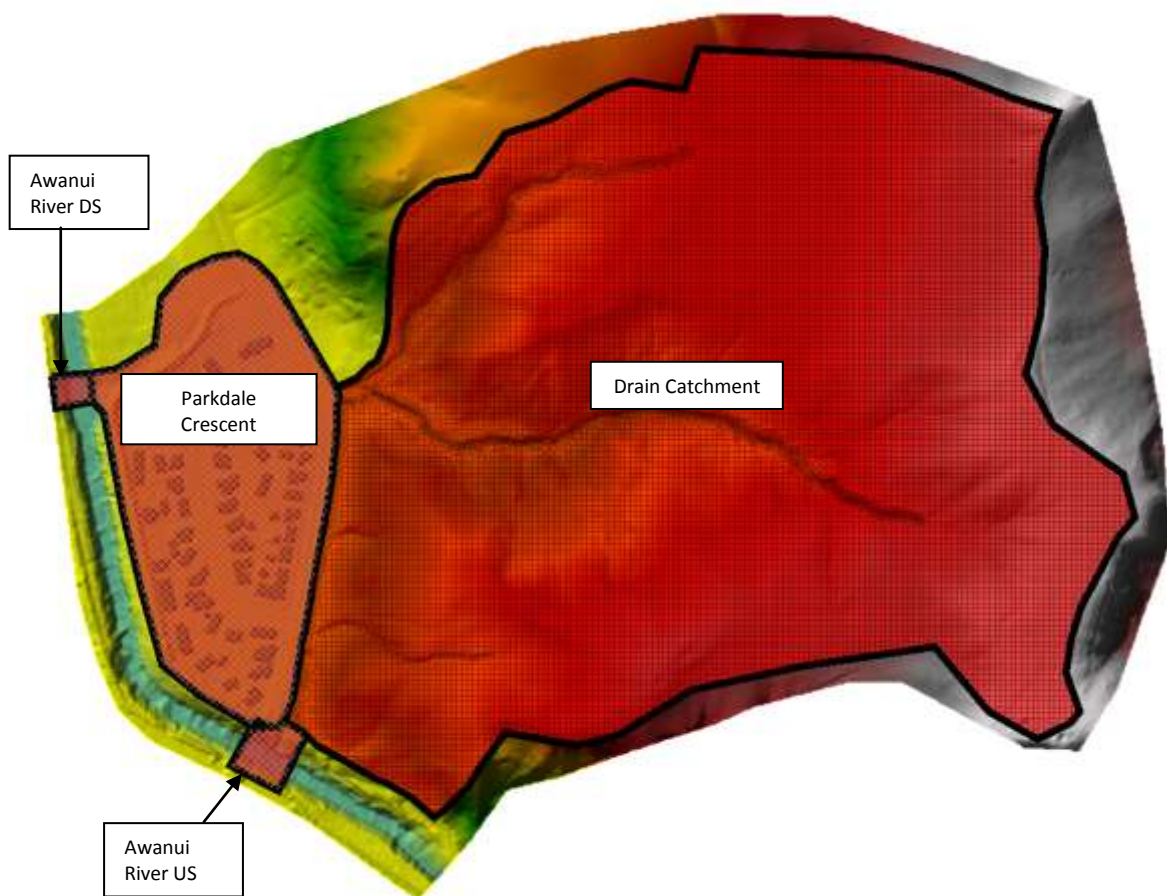 Awanui
River DS
Parkdale
Crescent
Drain Catchment
Awanui
River US